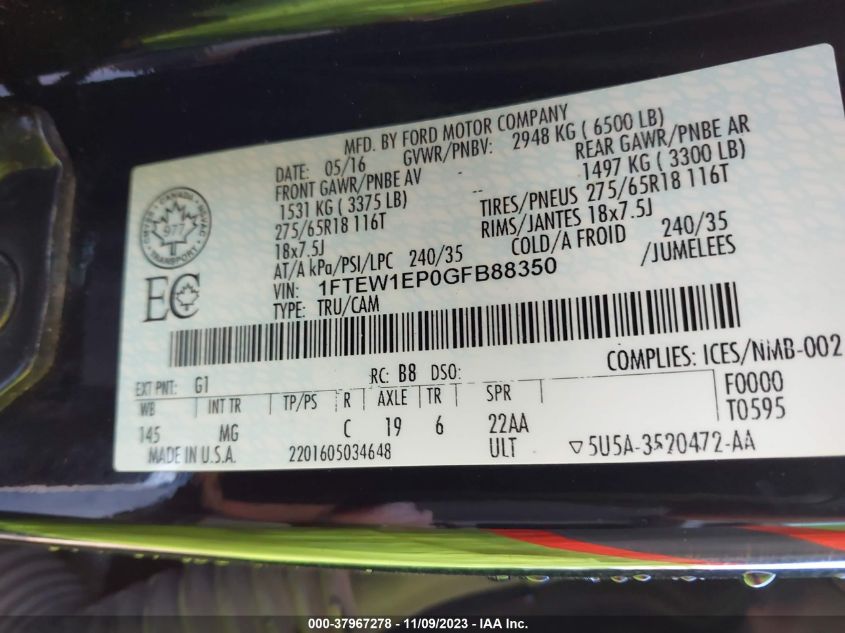 MFD. BY FORD MOTOR COMPANY
DATE: 05/16 GVWR/PNBV: 2948 KG ( 6500 LB)
FRONT GAWR/PNBE AV REAR GAWR/PNBE AR
1531 KG ( 3375 LB) 1497 KG ( 3300 LB)
275/65R18 116T TIRES/PNEUS 275/65R18 116T
18x7.5J RIMS/JANTES 18x7.5J
AT/A kPa/PSI/LPC 240/35 COLD/A FROID 240/35
VIN: 1FTEW1EP0GFB88350 /JUMELEES
TYPE: TRU/CAM
CANADA
977
TRANSPORT
EC
COMPLIES: ICES/NMB-002
EXT PNT: G1 RC: B8 DSO: F0000
WB INT TR TP/PS R AXLE TR SPR T0595
145 MG C 19 6 22AA
MADE IN U.S.A. 2201605034648 ULT ▽5U5A-3520472-AA
000-37967278 - 11/09/2023 - IAA Inc.